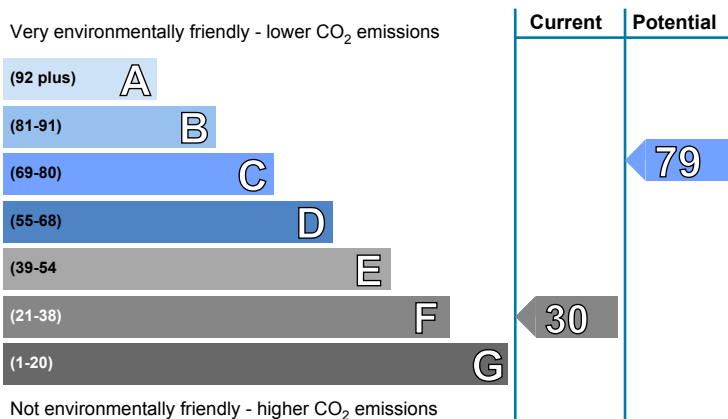 Current Potential
Very environmentally friendly - lower CO2 emissions
(92 plus) A
(81-91) B
79
(69-80) C
(55-68) D
(39-54 E
(21-38) F 30
(1-20) G
Not environmentally friendly - higher CO2 emissions